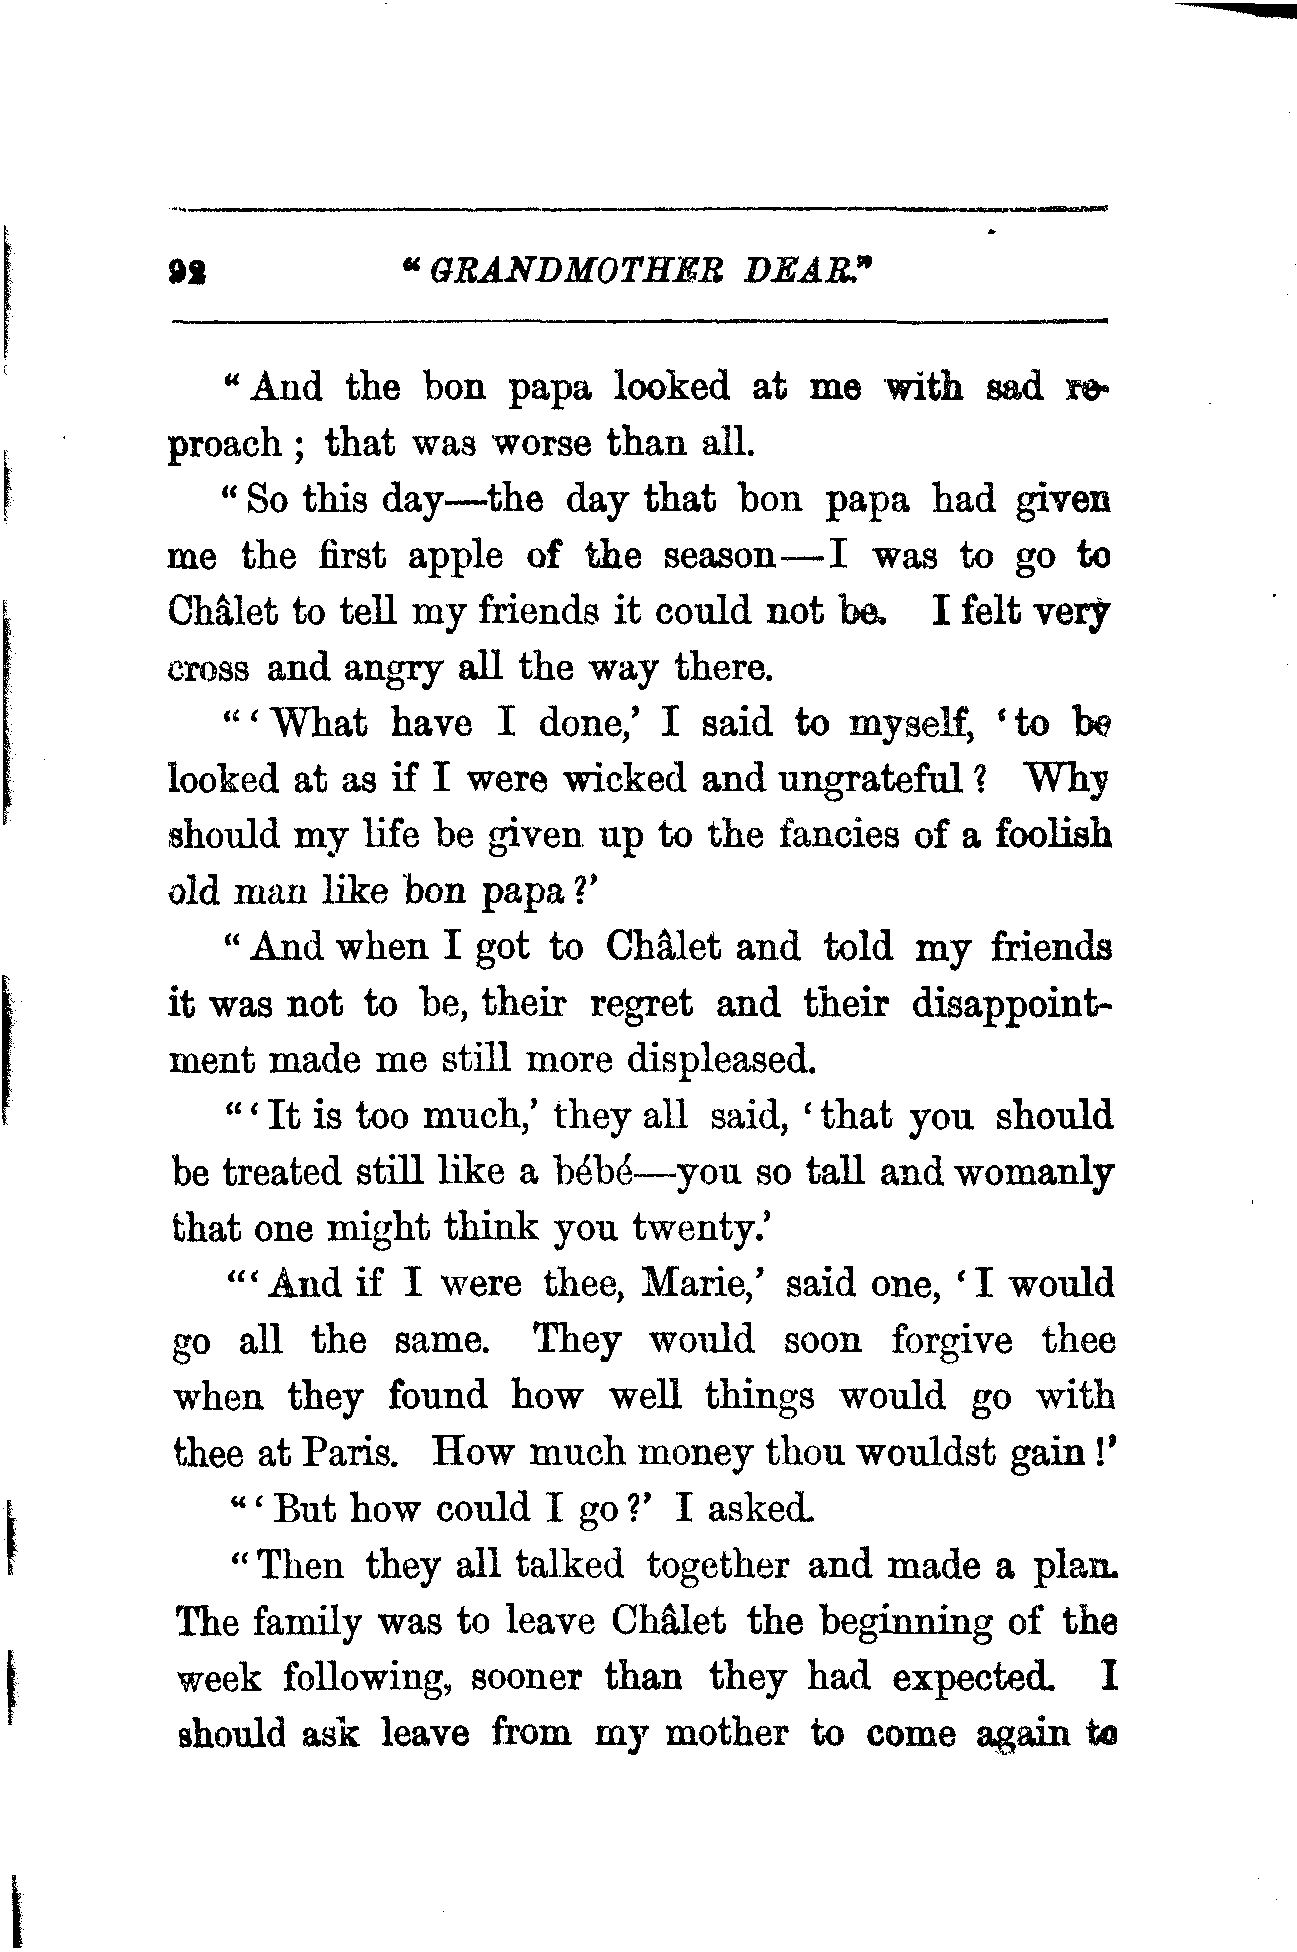 92 “GRANDMOTHER DEAR.”
“And the bon papa looked at me with sad re-
proach; that was worse than all.
“So this day—the day that bon papa had given
me the first apple of the season—I was to go to
Châlet to tell my friends it could not be. I felt very
cross and angry all the way there.
“‘What have I done,’ I said to myself, ‘to be
looked at as if I were wicked and ungrateful? Why
should my life be given up to the fancies of a foolish
old man like bon papa?’
“And when I got to Châlet and told my friends
it was not to be, their regret and their disappoint-
ment made me still more displeased.
“‘It is too much,’ they all said, ‘that you should
be treated still like a bébé—you so tall and womanly
that one might think you twenty.’
“‘And if I were thee, Marie,’ said one, ‘I would
go all the same. They would soon forgive thee
when they found how well things would go with
thee at Paris. How much money thou wouldst gain!’
“‘But how could I go?’ I asked.
“Then they all talked together and made a plan.
The family was to leave Châlet the beginning of the
week following, sooner than they had expected. I
should ask leave from my mother to come again to